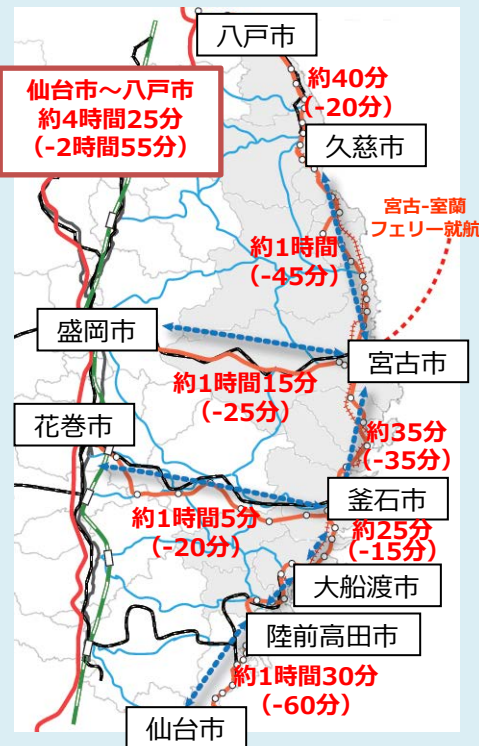 八戸市
仙台市～八戸市
約4時間25分
（-2時間55分）
約40分
（-20分）
久慈市
宮古-室蘭
フェリー就航
約1時間
（-45分）
盛岡市
宮古市
約1時間15分
（-25分）
花巻市
約35分
（-35分）
釜石市
約1時間5分
（-20分）
約25分
（-15分）
大船渡市
陸前高田市
約1時間30分
（-60分）
仙台市